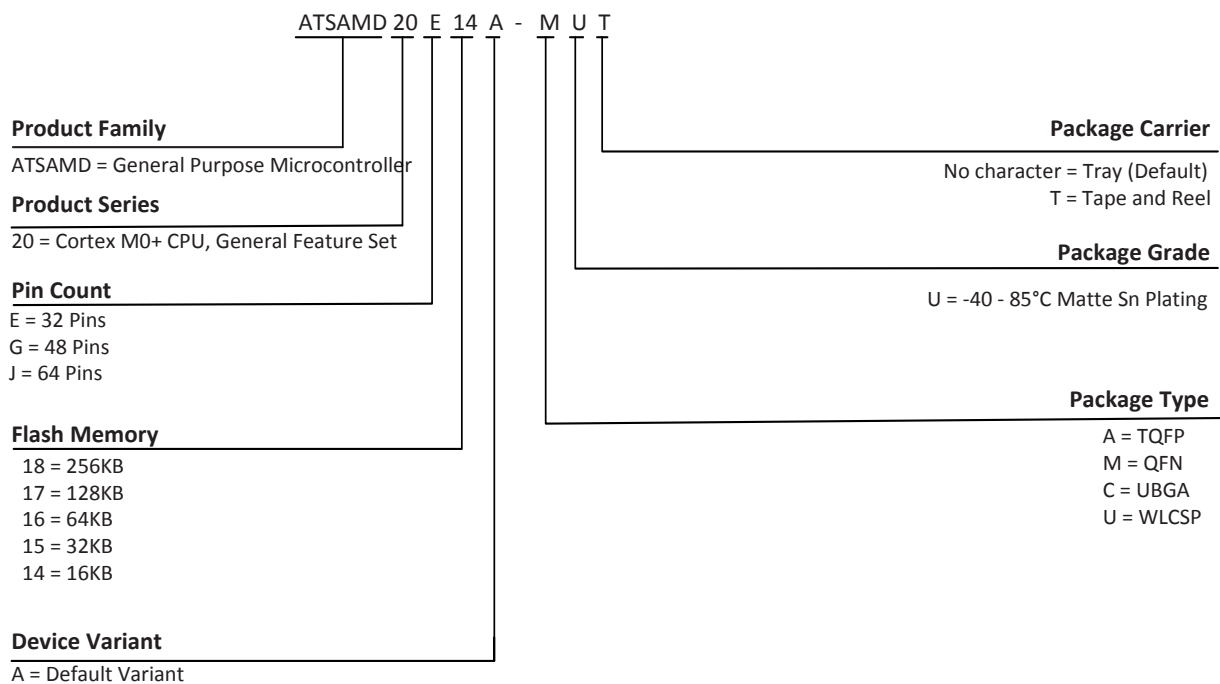 ATSAMD 20 E 14 A - M U T
Product Family
ATSAMD = General Purpose Microcontroller
Product Series
20 = Cortex M0+ CPU, General Feature Set
Pin Count
E = 32 Pins
G = 48 Pins
J = 64 Pins
Flash Memory
18 = 256KB
17 = 128KB
16 = 64KB
15 = 32KB
14 = 16KB
Device Variant
A = Default Variant
Package Carrier
No character = Tray (Default)
T = Tape and Reel
Package Grade
U = -40 - 85°C Matte Sn Plating
Package Type
A = TQFP
M = QFN
C = UBGA
U = WLCSP